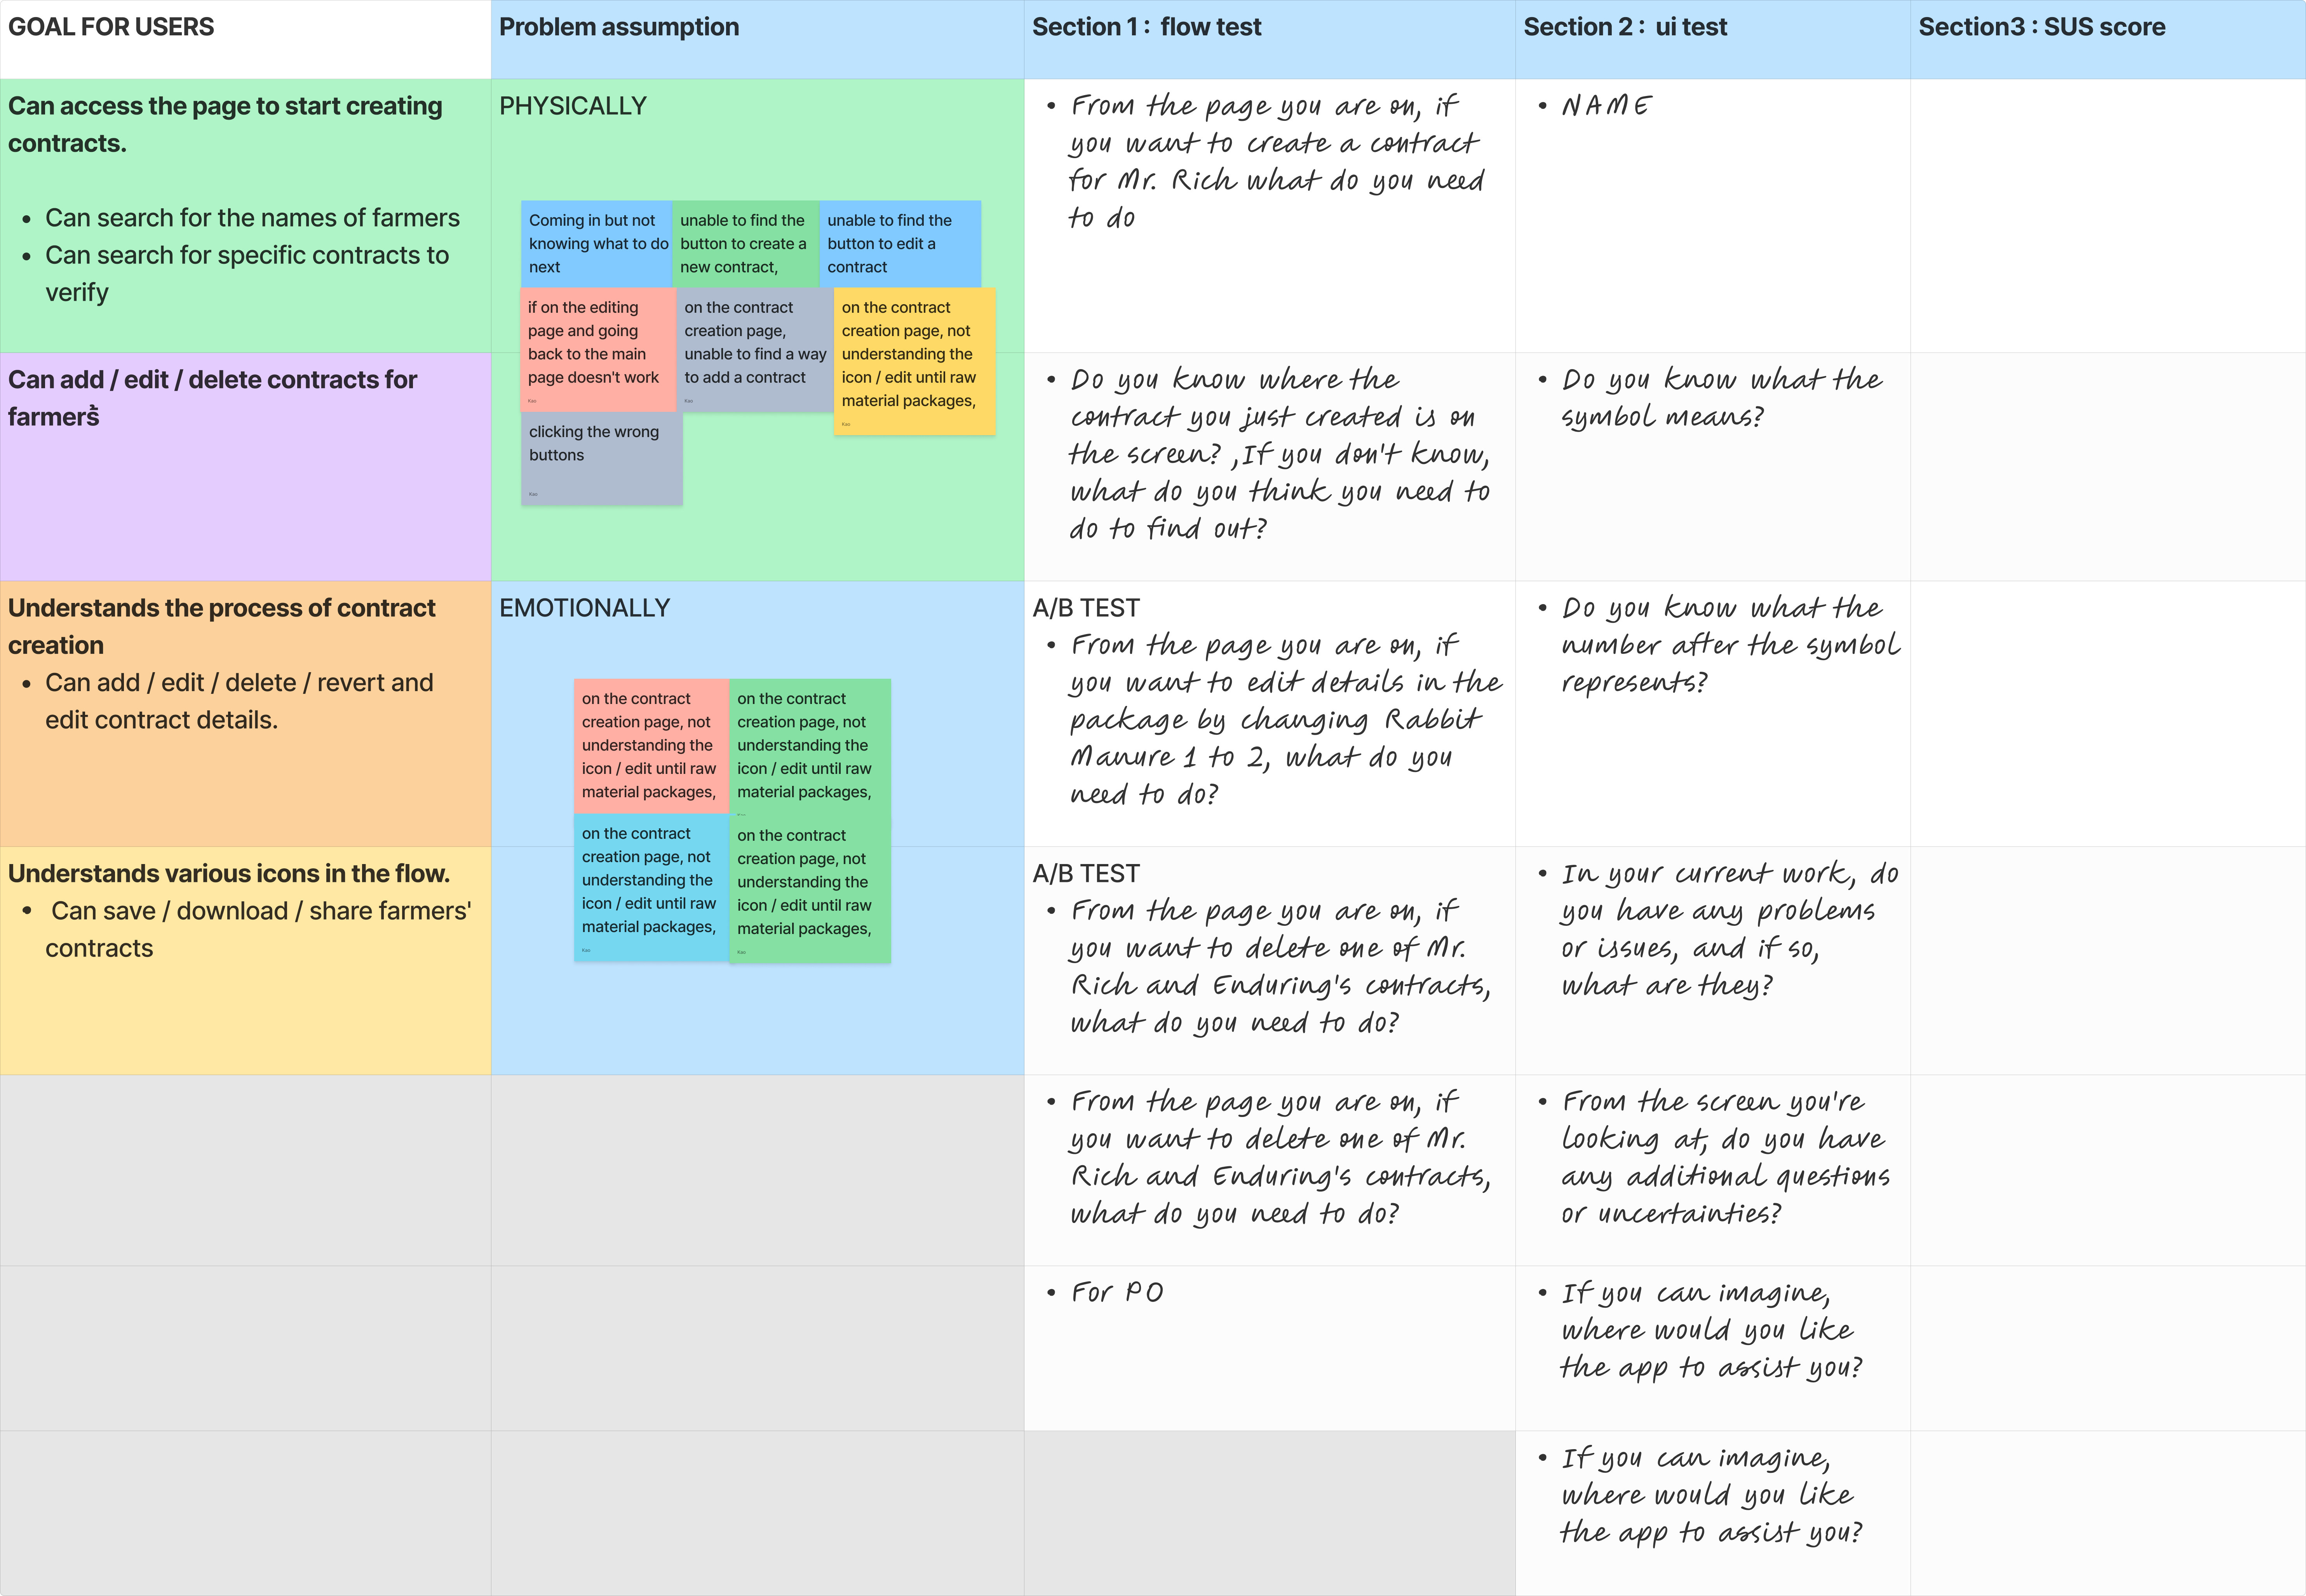 GOAL FOR USERS
Problem assumption
Section 1 : flow test
Section 2 : ui test
Section3 : SUS score
Can access the page to start creating
contracts.
• Can search for the names of farmers
• Can search for specific contracts to
verify
PHYSICALLY
Coming in but not
knowing what to do
next
unable to find the
button to create a
new contract,
unable to find the
button to edit a
contract
if on the editing
page and going
back to the main
page doesn't work
Kao
on the contract
creation page,
unable to find a way
to add a contract
Kao
on the contract
creation page, not
understanding the
icon / edit until raw
material packages,
Kao
clicking the wrong
buttons
Kao
• From the page you are on, if
you want to create a contract
for Mr. Rich what do you need
to do
• NAME
Can add / edit / delete contracts for
farmers้
• Do you know where the
contract you just created is on
the screen? ,If you don't know,
what do you think you need to
do to find out?
• Do you know what the
symbol means?
Understands the process of contract
creation
• Can add / edit / delete / revert and
edit contract details.
EMOTIONALLY
on the contract
creation page, not
understanding the
icon / edit until raw
material packages,
on the contract
creation page, not
understanding the
icon / edit until raw
material packages,
on the contract
creation page, not
understanding the
icon / edit until raw
material packages,
Kao
on the contract
creation page, not
understanding the
icon / edit until raw
material packages,
Kao
A/B TEST
• From the page you are on, if
you want to edit details in the
package by changing Rabbit
Manure 1 to 2, what do you
need to do?
• Do you know what the
number after the symbol
represents?
Understands various icons in the flow.
• Can save / download / share farmers'
contracts
A/B TEST
• From the page you are on, if
you want to delete one of Mr.
Rich and Enduring's contracts,
what do you need to do?
• In your current work, do
you have any problems
or issues, and if so,
what are they?
• From the page you are on, if
you want to delete one of Mr.
Rich and Enduring's contracts,
what do you need to do?
• From the screen you're
looking at, do you have
any additional questions
or uncertainties?
• For PO
• If you can imagine,
where would you like
the app to assist you?
• If you can imagine,
where would you like
the app to assist you?